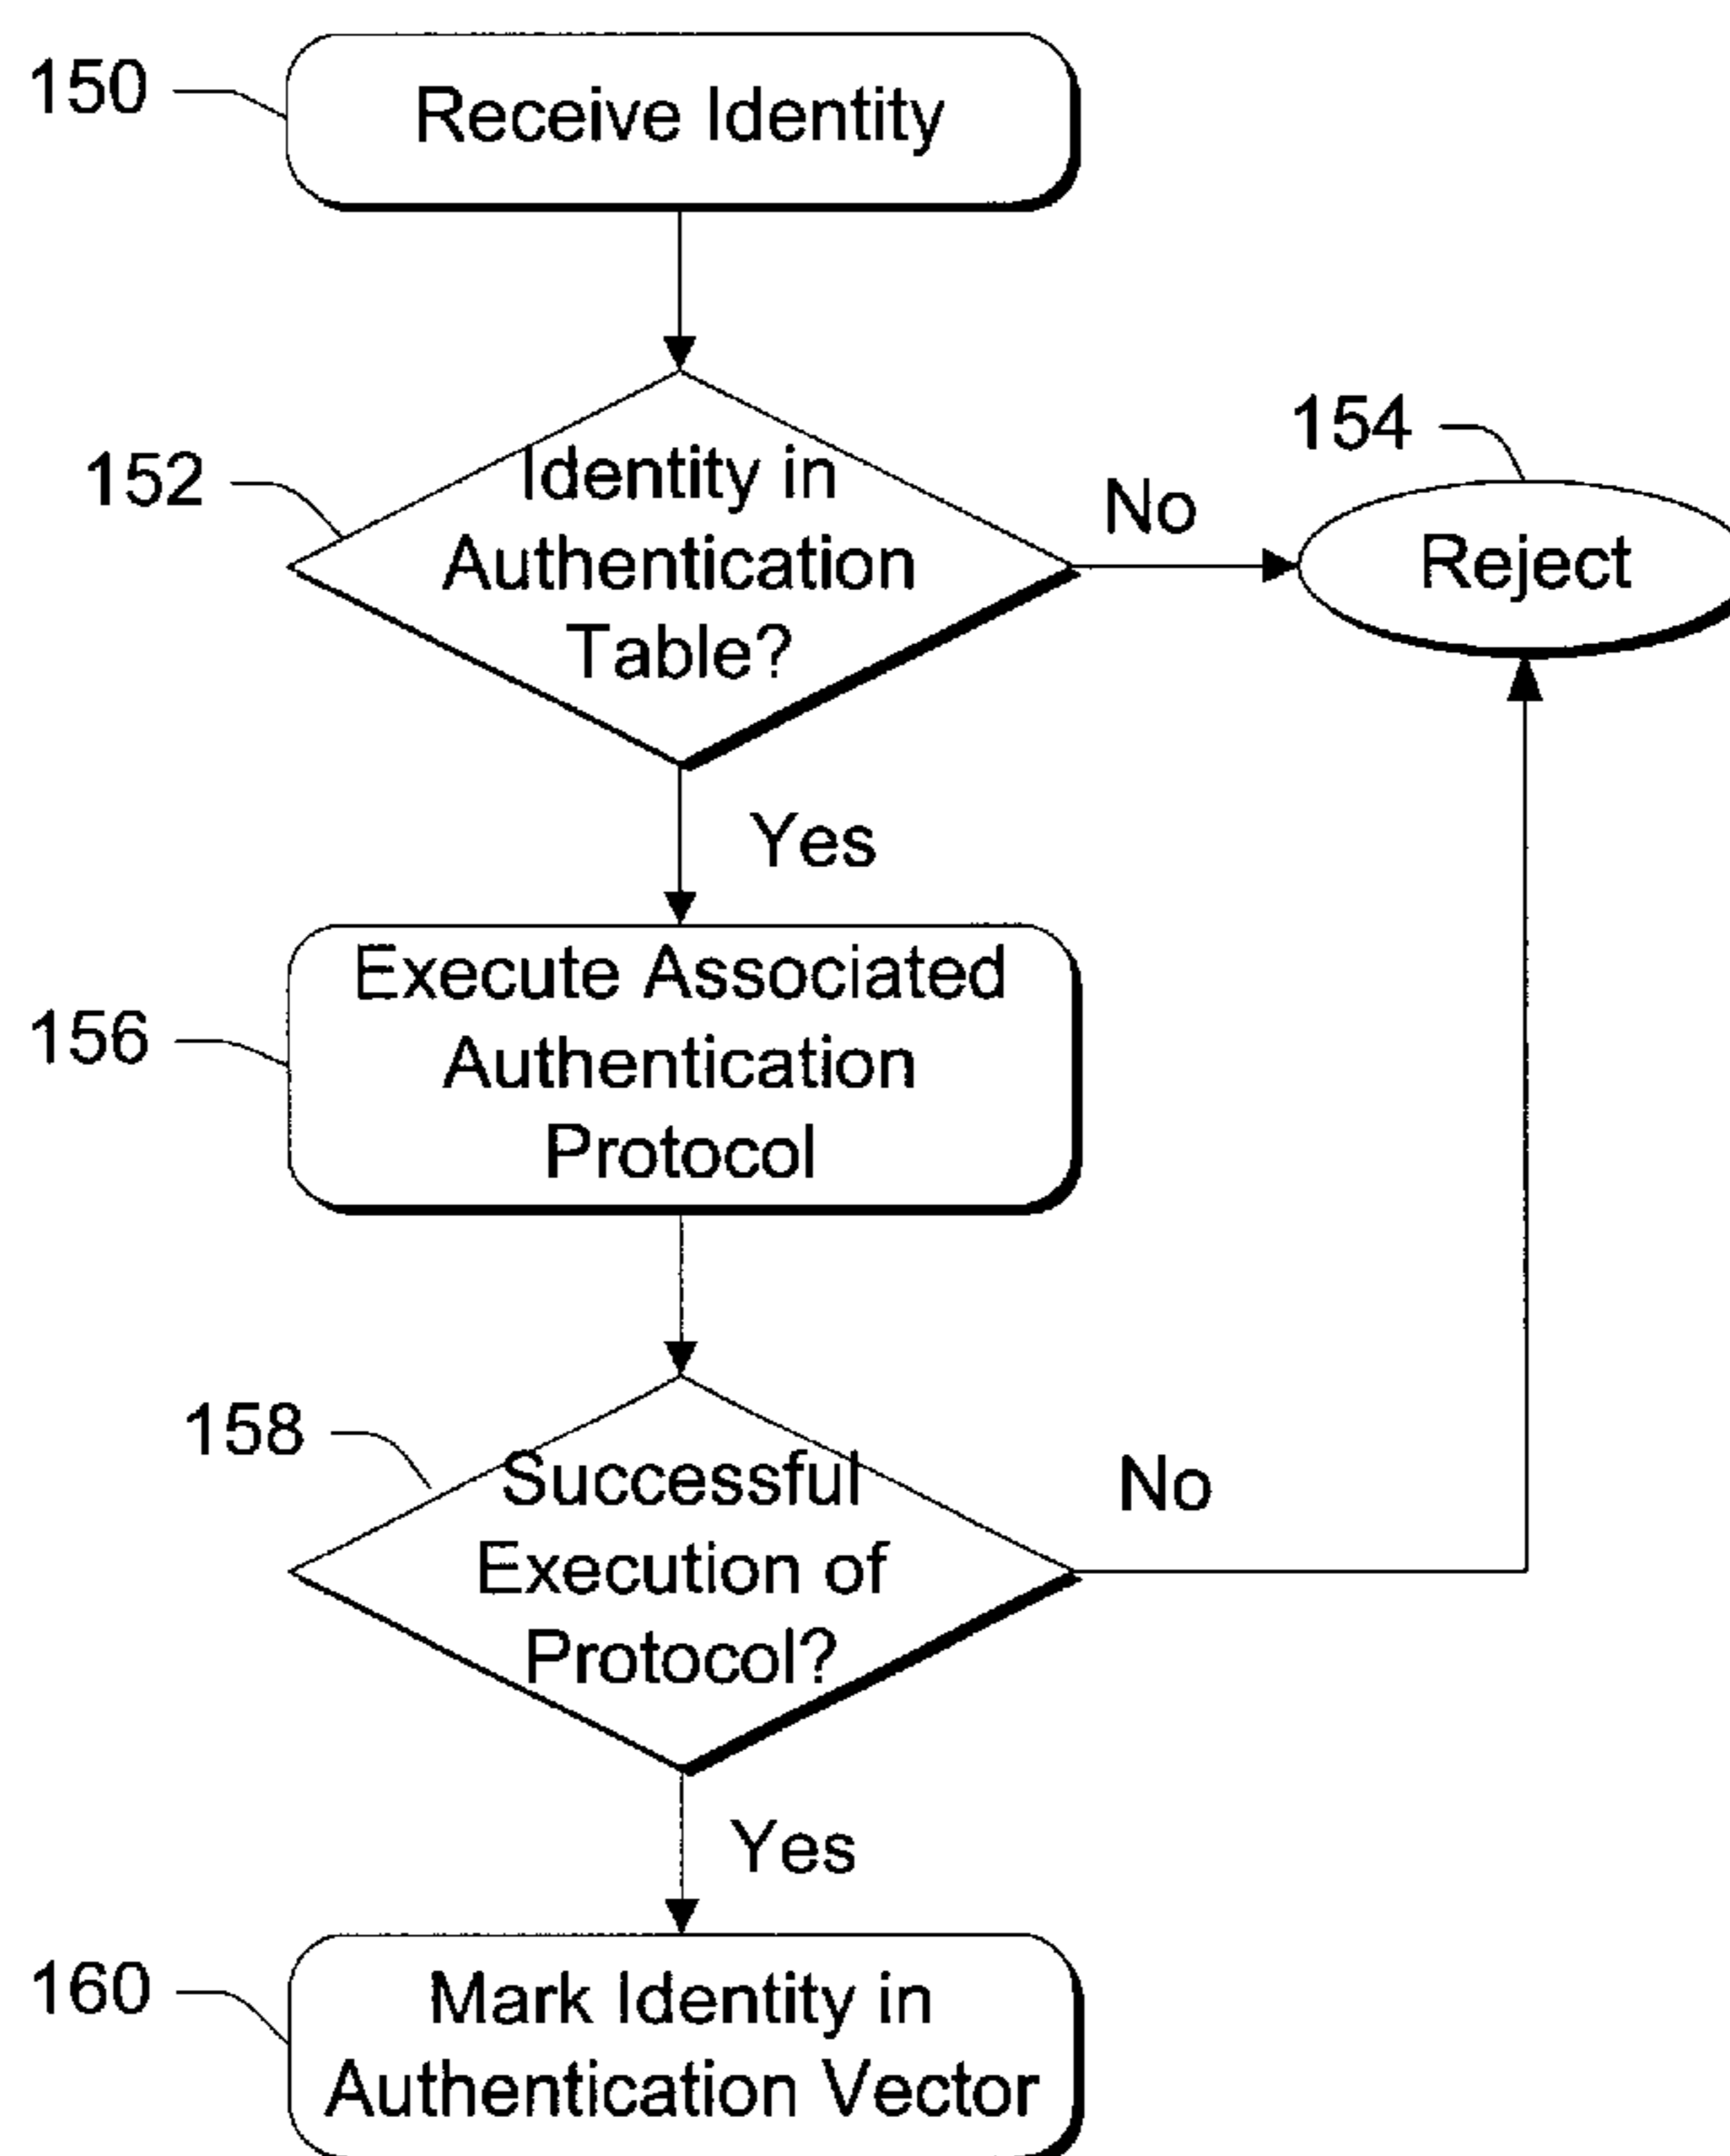 150
Receive Identity
152
Identity in
Authentication
Table?
No
154
Reject
Yes
156
Execute Associated
Authentication
Protocol
158
Successful
Execution of
Protocol?
No
Yes
160
Mark Identity in
Authentication Vector